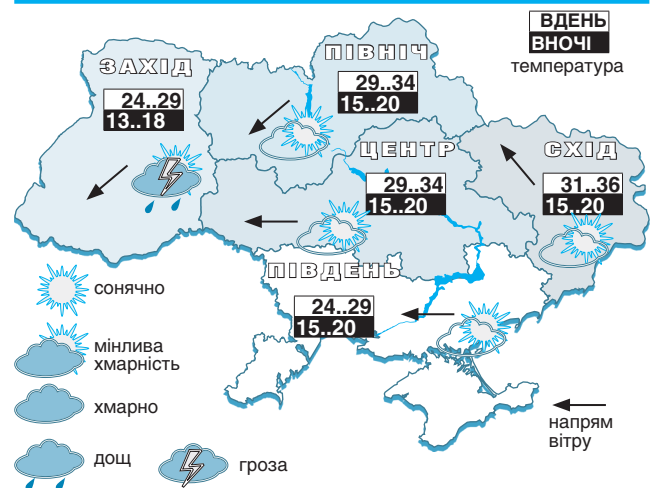 ВДЕНЬ
ВНОЧІ
температура
ЗАХІД
24..29
13..18
ПІВНІЧ
29..34
15..20
ЦЕНТР
29..34
15..20
СХІД
31..36
15..20
ПІВДЕНЬ
24..29
15..20
сонячно
мінлива
хмарність
хмарно
дощ
гроза
напрям
вітру